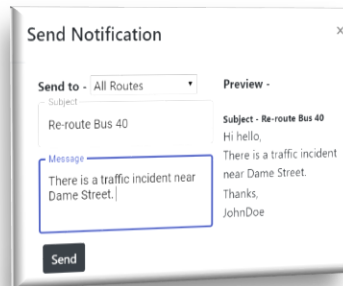 Send Notification
×
Send to - All Routes
Subject
Re-route Bus 40
Message
There is a traffic incident near
Dame Street.
Send
Preview -
Subject - Re-route Bus 40
Hi hello,
There is a traffic incident
near Dame Street.
Thanks,
JohnDoe